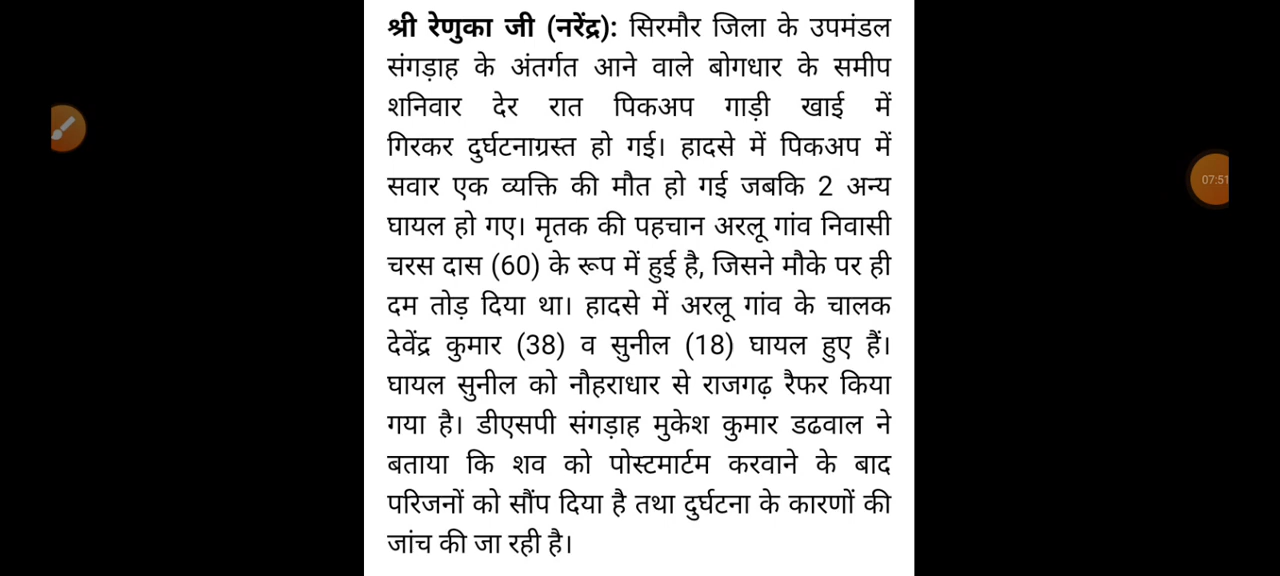 श्री रेणुका जी (नरेंद्र): सिरमौर जिला के उपमंडल
संगड़ाह के अंतर्गत आने वाले बोगधार के समीप
शनिवार देर रात पिकअप गाड़ी खाई में
गिरकर दुर्घटनाग्रस्त हो गई। हादसे में पिकअप में
सवार एक व्यक्ति की मौत हो गई जबकि 2 अन्य
घायल हो गए। मृतक की पहचान अरलू गांव निवासी
चरस दास (60) के रूप में हुई है, जिसने मौके पर ही
दम तोड़ दिया था। हादसे में अरलू गांव के चालक
देवेंद्र कुमार (38) व सुनील (18) घायल हुए हैं।
घायल सुनील को नौहराधार से राजगढ़ रैफर किया
गया है। डीएसपी संगड़ाह मुकेश कुमार डढवाल ने
बताया कि शव को पोस्टमार्टम करवाने के बाद
परिजनों को सौंप दिया है तथा दुर्घटना के कारणों की
जांच की जा रही है।
07:51